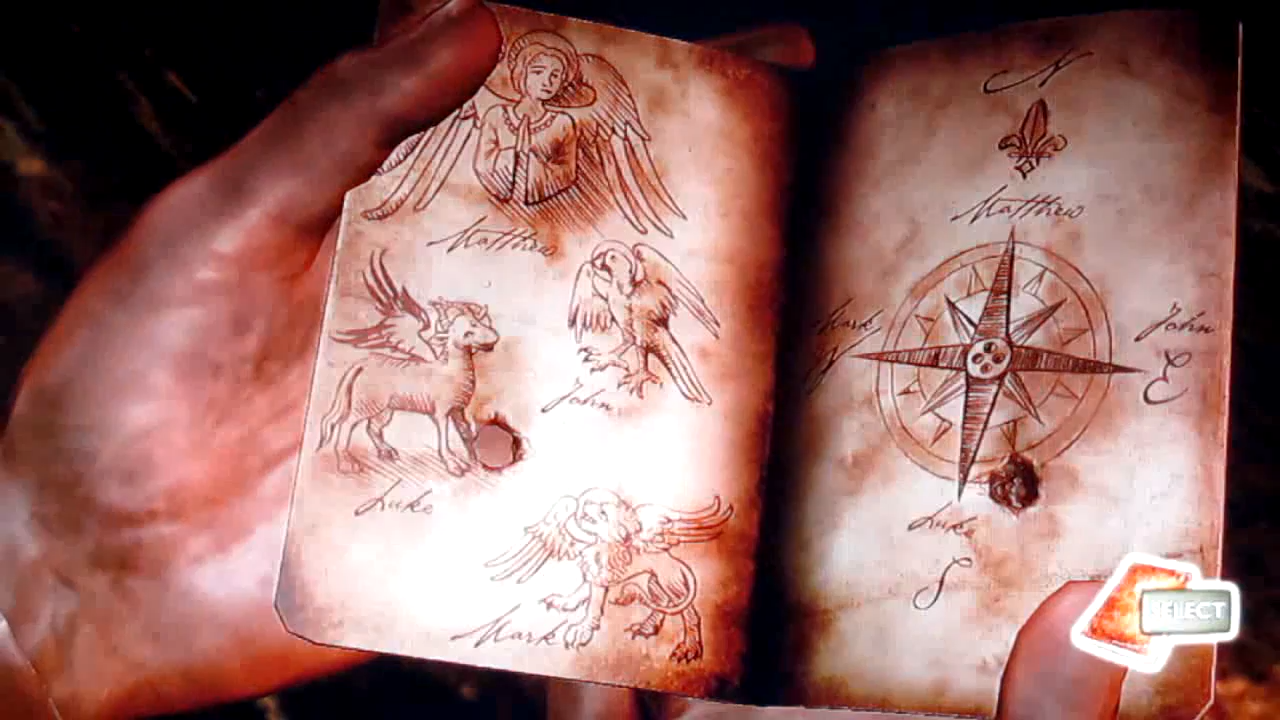 Matthew
John
Luke
Mark
N
Matthew
Mark
W
John
E
Luke
S
SELECT